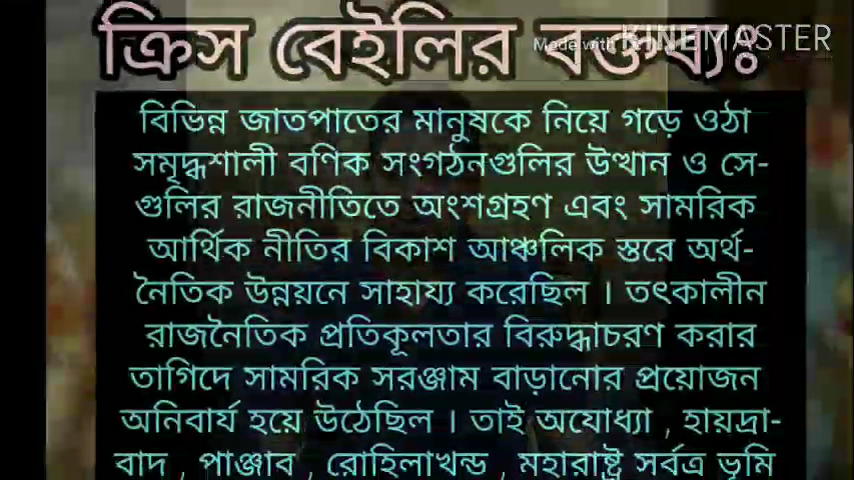 Made with KINEMASTER
ক্রিস বেইলির বক্তব্যঃ
বিভিন্ন জাতপাতের মানুষকে নিয়ে গড়ে ওঠা
সমৃদ্ধশালী বণিক সংগঠনগুলির উত্থান ও সে-
গুলির রাজনীতিতে অংশগ্রহণ এবং সামরিক
আর্থিক নীতির বিকাশ আঞ্চলিক স্তরে অর্থ-
নৈতিক উন্নয়নে সাহায্য করেছিল । তৎকালীন
রাজনৈতিক প্রতিকূলতার বিরুদ্ধাচরণ করার
তাগিদে সামরিক সরঞ্জাম বাড়ানোর প্রয়োজন
অনিবার্য হয়ে উঠেছিল । তাই অযোধ্যা , হায়দ্রা-
বাদ , পাঞ্জাব , রোহিলাখন্ড , মহারাষ্ট্র সর্বত্র ভূমি